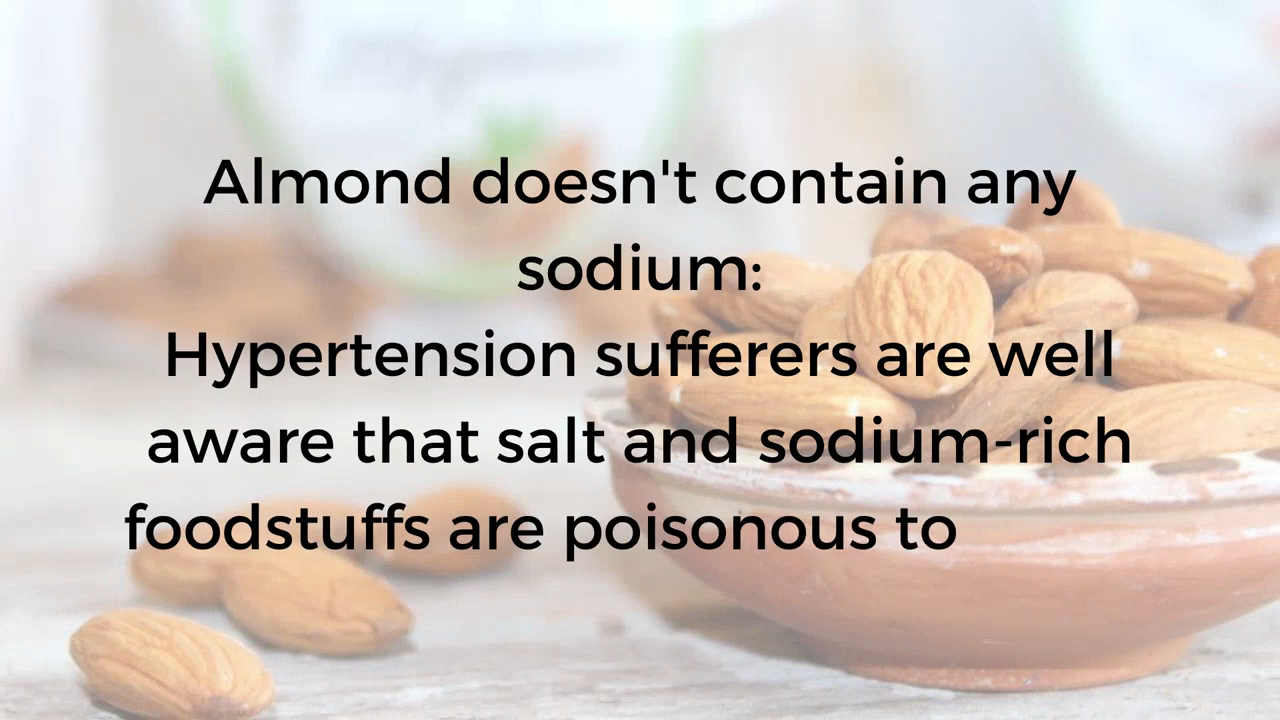 Almond doesn't contain any
sodium:
Hypertension sufferers are well
aware that salt and sodium-rich
foodstuffs are poisonous to